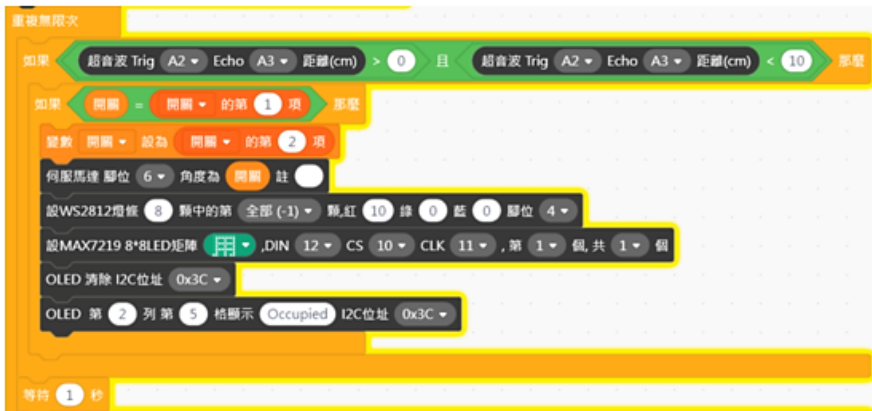 重複無限次
如果 超音波 Trig A2 Echo A3 距離(cm) > 0 且 超音波 Trig A2 Echo A3 距離(cm) < 10 那麼
如果 開關 = 開關 的第 1 項 那麼
變數 開關 設為 開關 的第 2 項
伺服馬達 腳位 6 角度為 開關 註
設WS2812燈條 8 顆中的第 全部 (-1) 顆,紅 10 綠 0 藍 0 腳位 4
設MAX7219 8*8LED矩陣 ,DIN 12 CS 10 CLK 11 , 第 1 個, 共 1 個
OLED 清除 I2C位址 0x3C
OLED 第 2 列 第 5 格顯示 Occupied I2C位址 0x3C
等待 1 秒